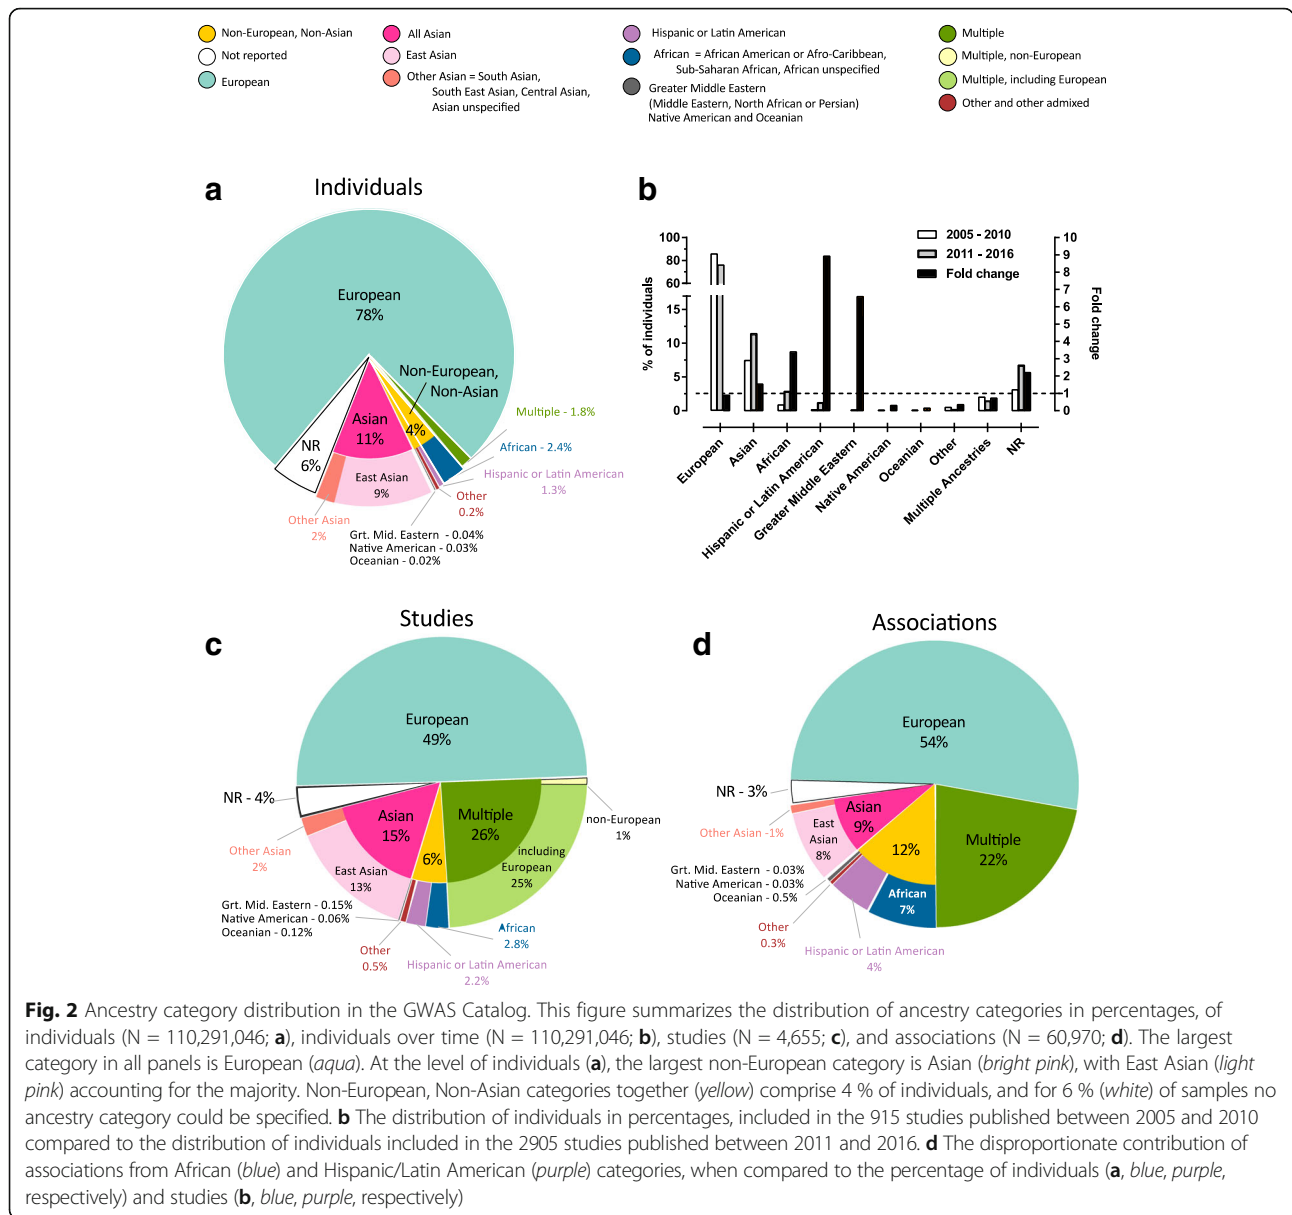 Non-European, Non-Asian
Not reported
European
All Asian
East Asian
Other Asian = South Asian,
South East Asian, Central Asian,
Asian unspecified
Hispanic or Latin American
African = African American or Afro-Caribbean,
Sub-Saharan African, African unspecified
Greater Middle Eastern
(Middle Eastern, North African or Persian)
Native American and Oceanian
Multiple
Multiple, non-European
Multiple, including European
Other and other admixed
a
Individuals
European
78%
Non-European,
Non-Asian
4%
Asian
11%
NR
6%
East Asian
9%
Other Asian
2%
Multiple - 1.8%
African - 2.4%
Hispanic or Latin American
1.3%
Other
0.2%
Grt. Mid. Eastern - 0.04%
Native American - 0.03%
Oceanian - 0.02%
b
2005 - 2010
2011 - 2016
Fold change
% of individuals
100
80
60
15
10
5
0
10
9
8
7
6
5
4
3
2
1
0
Fold change
European
Asian
African
Hispanic or Latin American
Greater Middle Eastern
Native American
Oceanian
Other
Multiple Ancestries
NR
c
Studies
European
49%
NR - 4%
Asian
15%
6%
Multiple
26%
non-European
1%
including
European
25%
Other Asian
2%
East Asian
13%
Grt. Mid. Eastern - 0.15%
Native American - 0.06%
Oceanian - 0.12%
Other
0.5%
Hispanic or Latin American
2.2%
African
2.8%
d
Associations
European
54%
NR - 3%
Asian
9%
12%
Multiple
22%
Other Asian -1%
East
Asian
8%
Grt. Mid. Eastern - 0.03%
Native American - 0.03%
Oceanian - 0.5%
African
7%
Other
0.3%
Hispanic or Latin American
4%
Fig. 2 Ancestry category distribution in the GWAS Catalog. This figure summarizes the distribution of ancestry categories in percentages, of
individuals (N = 110,291,046; a), individuals over time (N = 110,291,046; b), studies (N = 4,655; c), and associations (N = 60,970; d). The largest
category in all panels is European (aqua). At the level of individuals (a), the largest non-European category is Asian (bright pink), with East Asian (light
pink) accounting for the majority. Non-European, Non-Asian categories together (yellow) comprise 4 % of individuals, and for 6 % (white) of samples no
ancestry category could be specified. b The distribution of individuals in percentages, included in the 915 studies published between 2005 and 2010
compared to the distribution of individuals included in the 2905 studies published between 2011 and 2016. d The disproportionate contribution of
associations from African (blue) and Hispanic/Latin American (purple) categories, when compared to the percentage of individuals (a, blue, purple,
respectively) and studies (b, blue, purple, respectively)